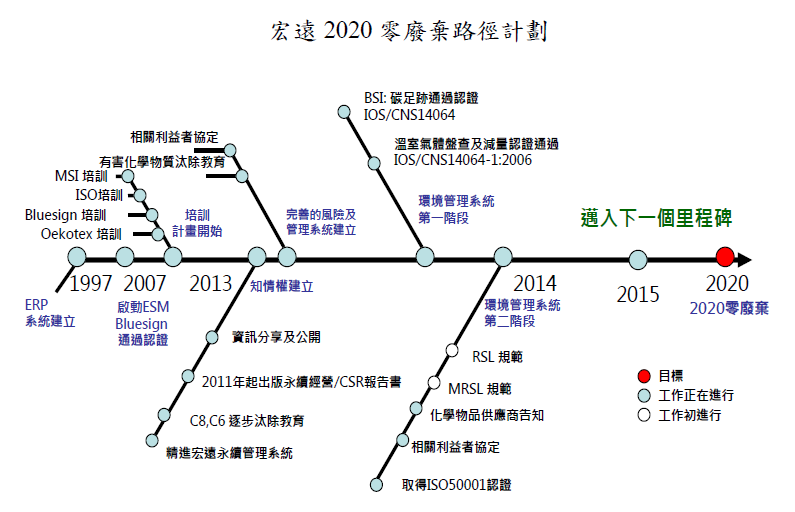 宏遠 2020 零廢棄路徑計劃
BSI: 碳足跡通過認證
IOS/CNS14064
相關利益者協定
溫室氣體盤查及減量認證通過
IOS/CNS14064-1:2006
有害化學物質汰除教育
MSI 培訓
ISO培訓
Bluesign 培訓
Oekotex 培訓
培訓
計畫開始
完善的風險及
管理系統建立
環境管理系統
第一階段
邁入下一個里程碑
1997
2007
2013
知情權建立
2014
2015
2020
ERP
系統建立
啟動ESM
Bluesign
通過認證
環境管理系統
第二階段
2020零廢棄
資訊分享及公開
2011年起出版永續經營/CSR報告書
C8,C6 逐步汰除教育
精進宏遠永續管理系統
RSL 規範
MRSL 規範
化學物品供應商告知
相關利益者協定
取得ISO50001認證
目標
工作正在進行
工作初進行